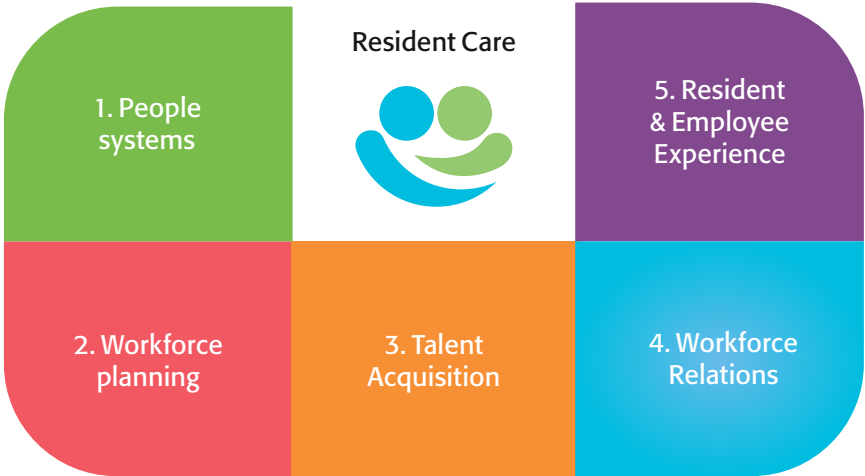 Resident Care
1. People
systems
2. Workforce
planning
3. Talent
Acquisition
4. Workforce
Relations
5. Resident
& Employee
Experience